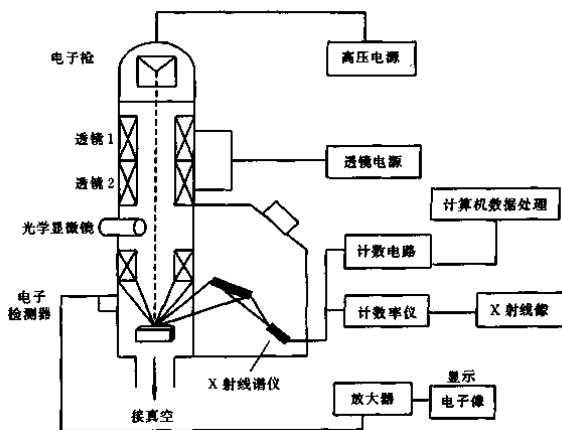 电子枪
高压电源
透镜 1
透镜 2
透镜电源
计算机数据处理
光学显微镜
计数电路
电子
检测器
计数率仪
X 射线像
X 射线谱仪
显示
放大器
电子像
接真空